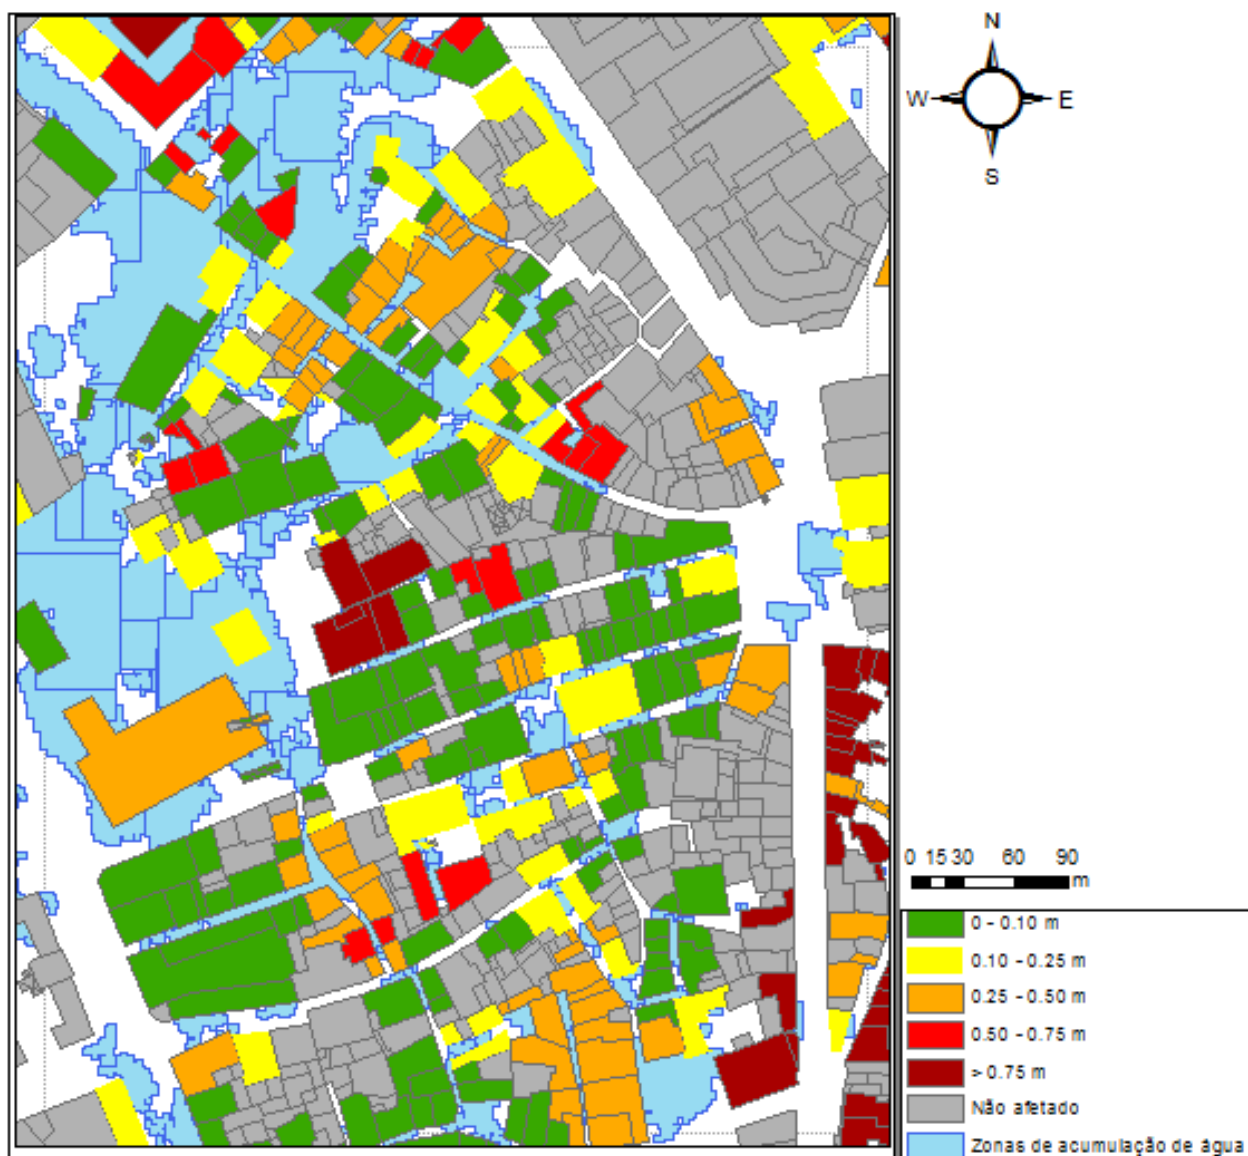 N
W E
S
0 15 30 60 90
m
0 - 0.10 m
0.10 - 0.25 m
0.25 - 0.50 m
0.50 - 0.75 m
> 0.75 m
Não afetado
Zonas de acumulação de água